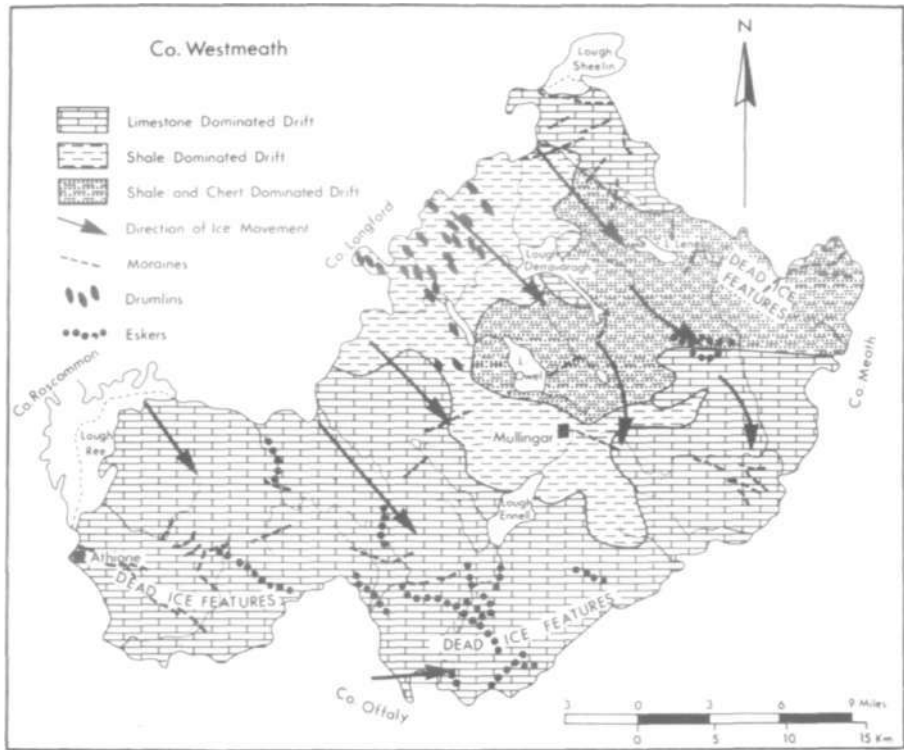 Co. Westmeath
N
Lough
Sheelin
Limestone Dominated Drift
Shale Dominated Drift
Shale and Chert Dominated Drift
Direction of Ice Movement
Moraines
Drumlins
Eskers
Co. Longford
Lough
Derravaragh
L. Lene
DEAD ICE
FEATURES
Co. Roscommon
L.
Owel
Co. Meath
Mullingar
Lough
Ree
Lough
Ennell
Athlone
DEAD ICE FEATURES
DEAD ICE FEATURES
Co. Offaly
3 0 3 6 9 Miles
0 5 10 15 Km